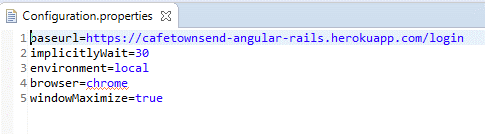 Configuration.properties
1 baseurl=https://cafetownsend-angular-rails.herokuapp.com/login
2 implicitlyWait=30
3 environment=local
4 browser=chrome
5 windowMaximize=true